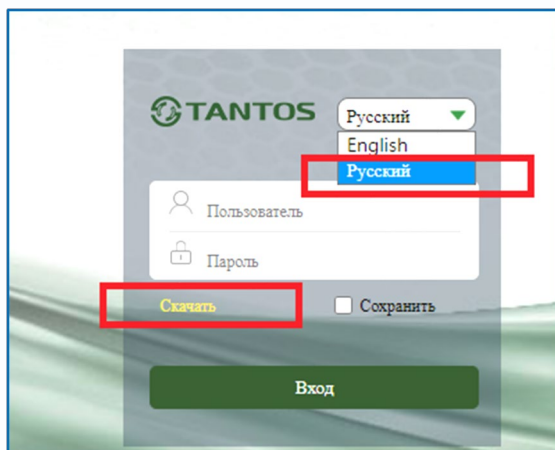 TANTOS
Русский
English
Русский
Пользователь
Пароль
Скачать
Сохранить
Вход